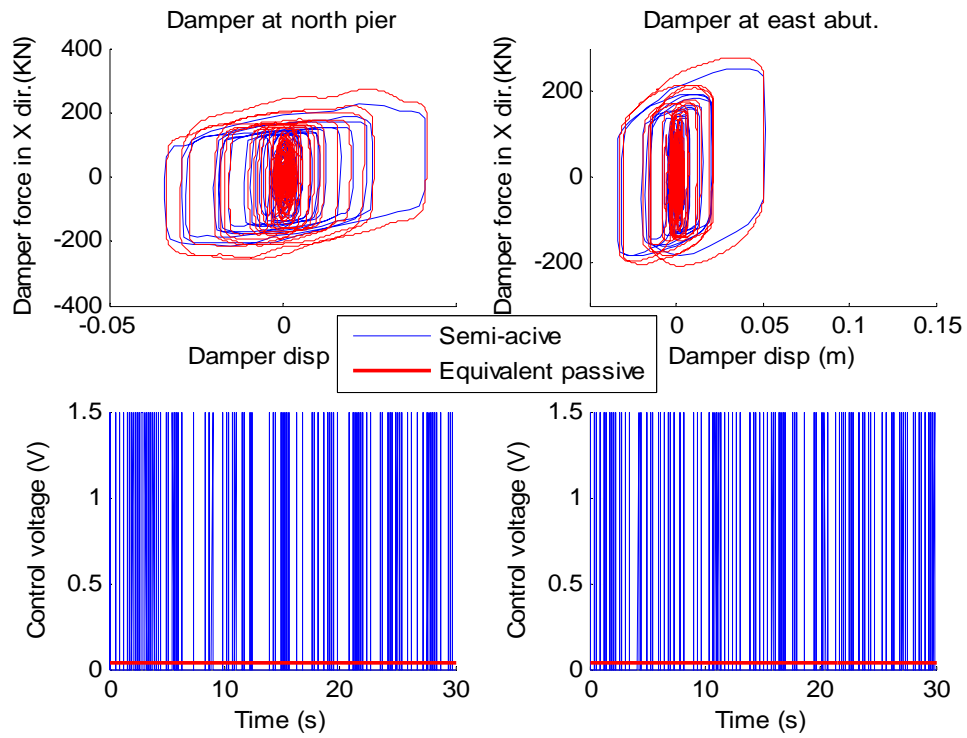 Damper at north pier
Damper at east abut.
Damper force in X dir.(KN)
400
200
0
-200
-400
-0.05
0
Damper disp
Damper force in X dir.(KN)
200
0
-200
0
0.05
0.1
0.15
Damper disp (m)
Semi-acive
Equivalent passive
Control voltage (V)
1.5
1
0.5
0
0
10
20
30
Time (s)
Control voltage (V)
1.5
1
0.5
0
0
10
20
30
Time (s)